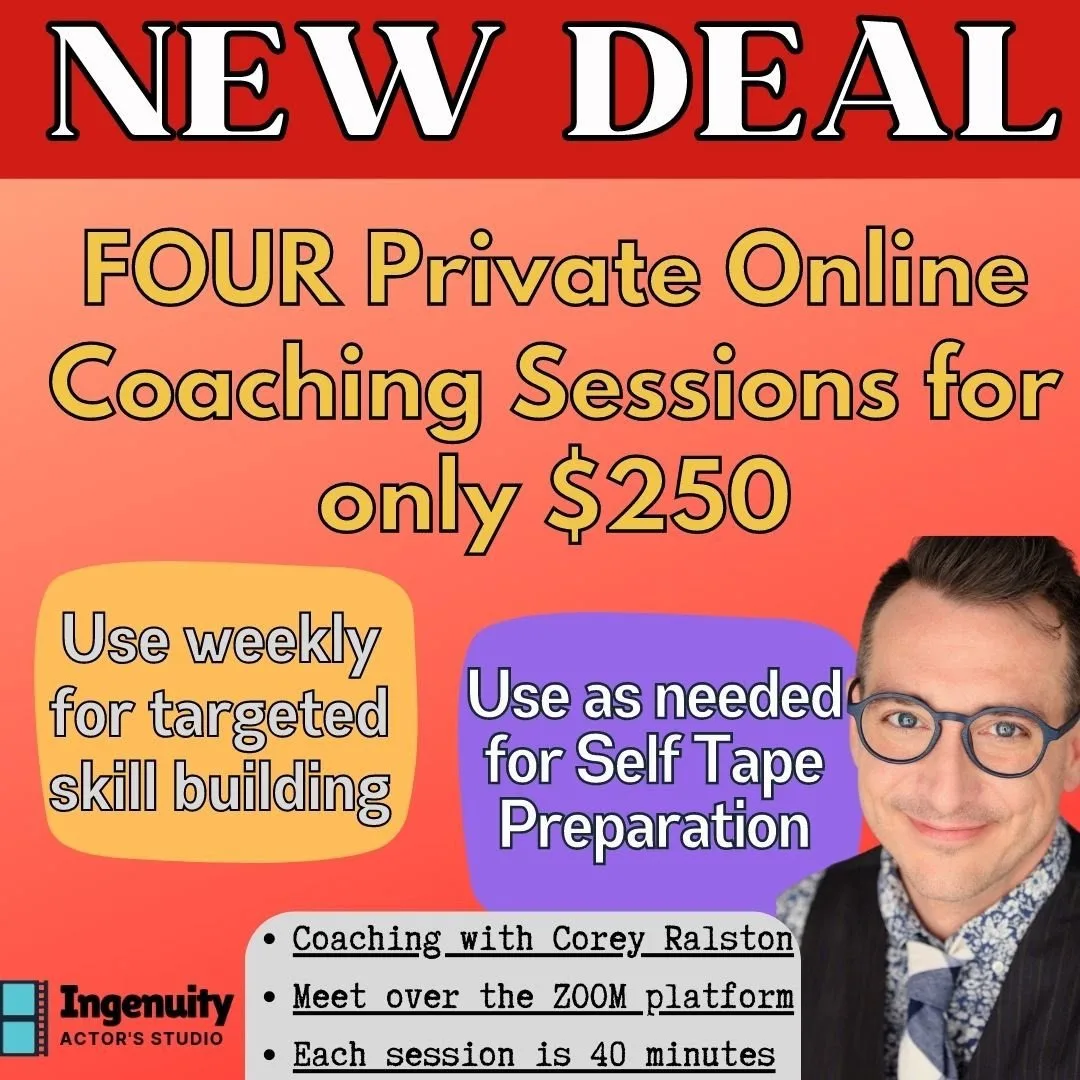 NEW DEAL
FOUR Private Online
Coaching Sessions for
only $250
Use weekly
for targeted
skill building
Use as needed
for Self Tape
Preparation
• Coaching with Corey Ralston
• Meet over the ZOOM platform
• Each session is 40 minutes
Ingenuity
ACTOR'S STUDIO